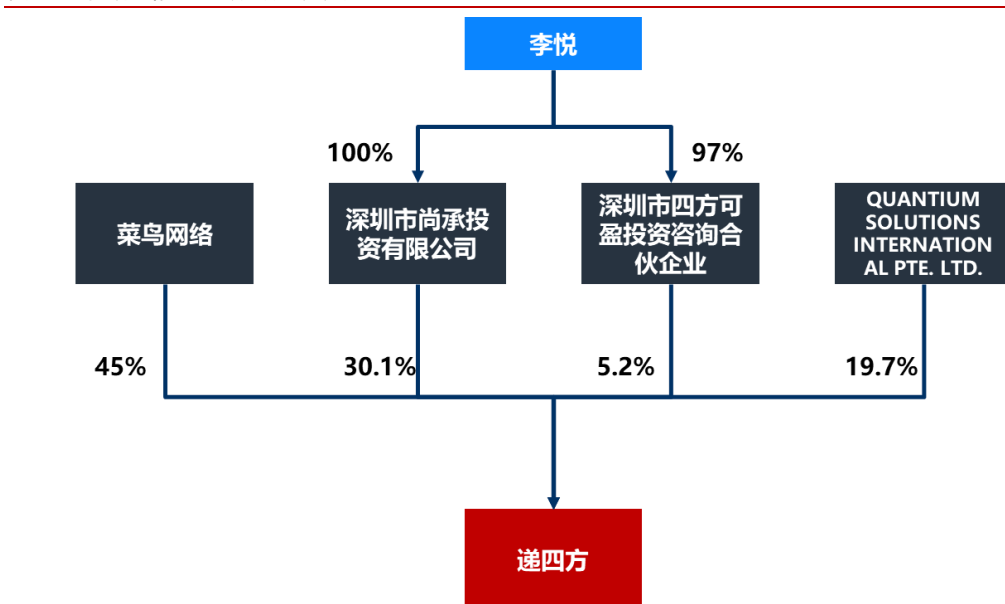 李悦
100%
97%
菜鸟网络
深圳市尚承投
资有限公司
深圳市四方可
盈投资咨询合
伙企业
QUANTIUM
SOLUTIONS
INTERNATION
AL PTE. LTD.
45%
30.1%
5.2%
19.7%
递四方